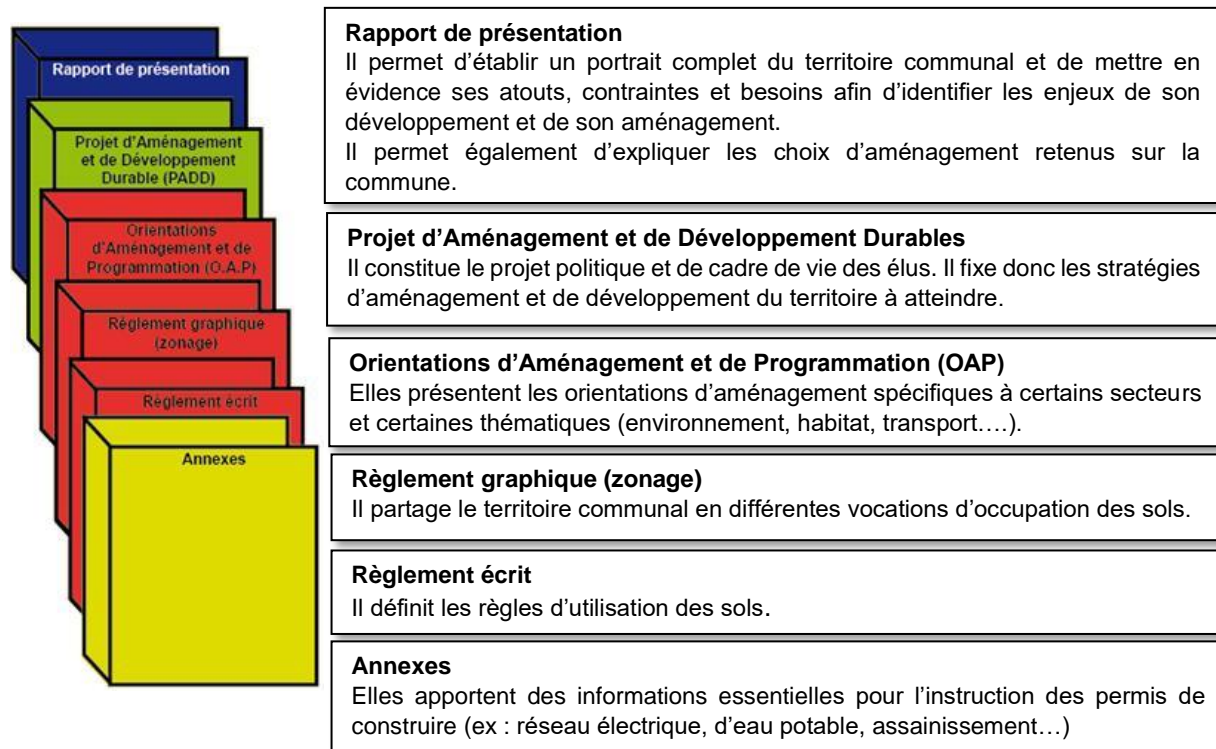 Rapport de présentation
Projet d'Aménagement
et de Développement
Durable (PADD)
Orientations
d'Aménagement et de
Programmation (O.A.P)
Règlement graphique
(zonage)
Règlement écrit
Annexes
Rapport de présentation
Il permet d'établir un portrait complet du territoire communal et de mettre en
évidence ses atouts, contraintes et besoins afin d'identifier les enjeux de son
développement et de son aménagement.
Il permet également d'expliquer les choix d'aménagement retenus sur la
commune.
Projet d'Aménagement et de Développement Durables
Il constitue le projet politique et de cadre de vie des élus. Il fixe donc les stratégies
d'aménagement et de développement du territoire à atteindre.
Orientations d'Aménagement et de Programmation (OAP)
Elles présentent les orientations d'aménagement spécifiques à certains secteurs
et certaines thématiques (environnement, habitat, transport….).
Règlement graphique (zonage)
Il partage le territoire communal en différentes vocations d'occupation des sols.
Règlement écrit
Il définit les règles d'utilisation des sols.
Annexes
Elles apportent des informations essentielles pour l'instruction des permis de
construire (ex : réseau électrique, d'eau potable, assainissement…)